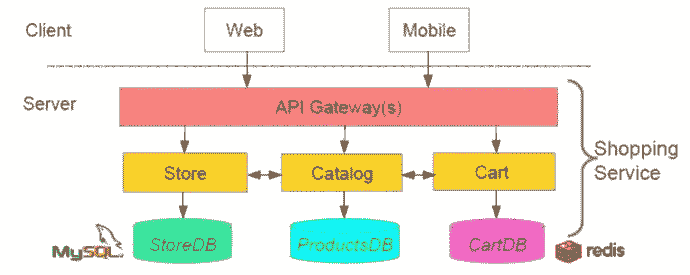 Client
Web
Mobile
Server
API Gateway(s)
Store
Catalog
Cart
Shopping
Service
MySQL
StoreDB
ProductsDB
CartDB
redis